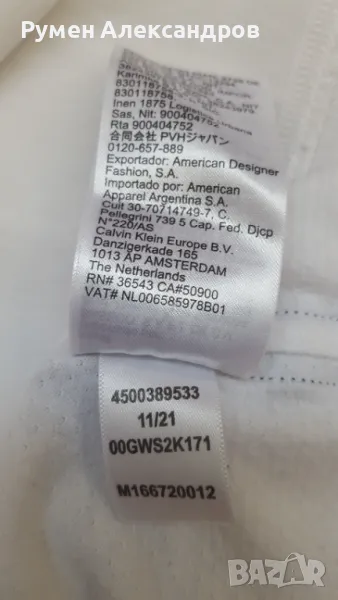 Румен Александров
830118758
830118758
Inen 1875
Sas, Nit: 900404752
Rta 900404752
合同会社 PVHジャパン
0120-657-889
Exportador: American Designer
Fashion, S.A.
Importado por: American
Apparel Argentina S.A.
Cuit 30-70714749-7, C.
Pellegrini 739 5 Cap. Fed. Djcp
N°220/AS
Calvin Klein Europe B.V.
Danzigerkade 165
1013 AP AMSTERDAM
The Netherlands
RN# 36543 CA#50900
VAT# NL006585978B01
4500389533
11/21
00GWS2K171
M166720012
BAZAR